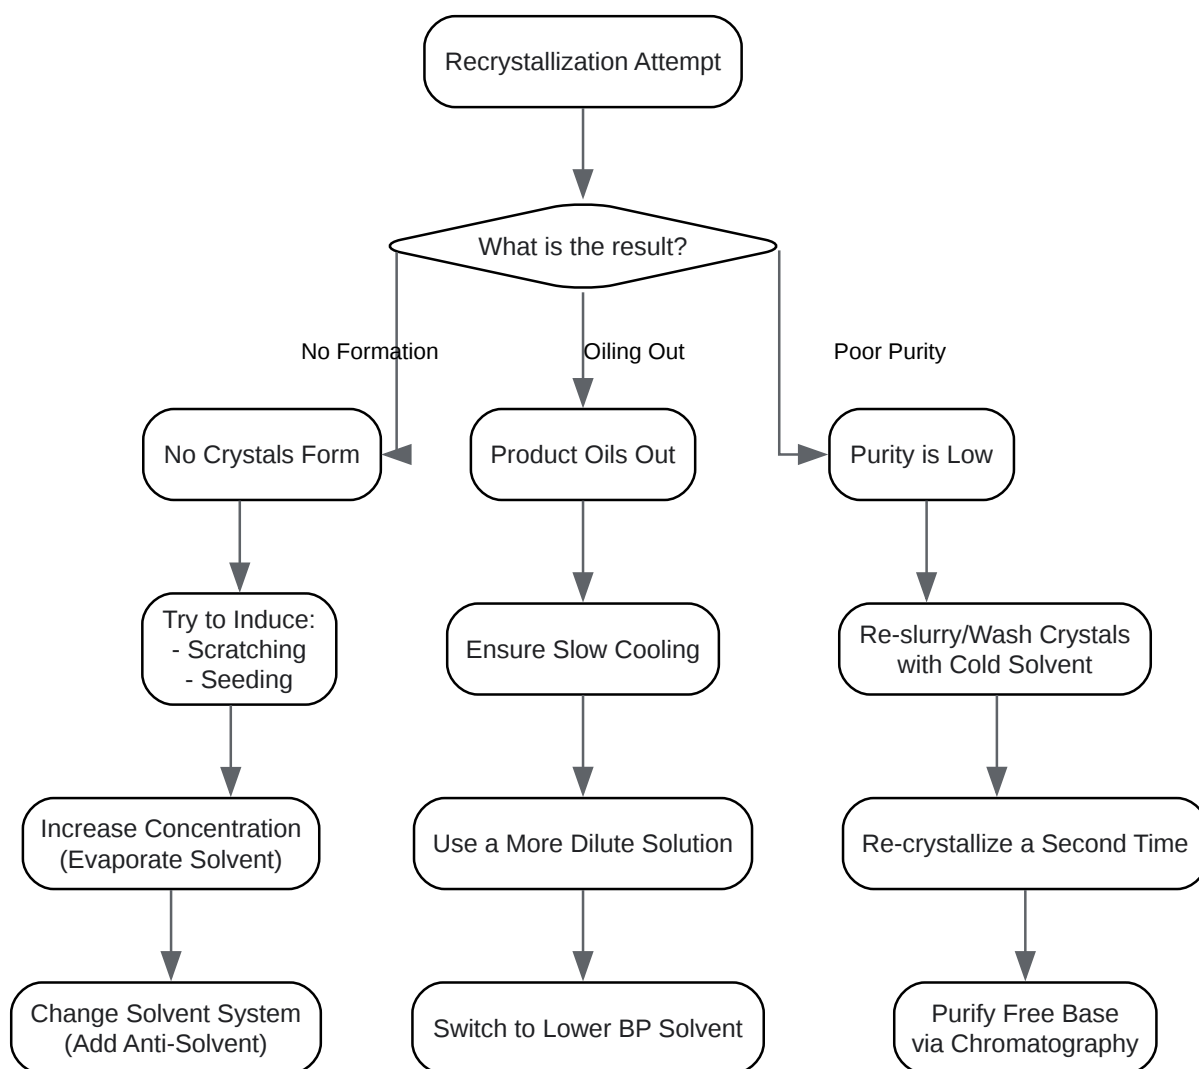 Recrystallization Attempt
What is the result?
No Formation
Oiling Out
Poor Purity
No Crystals Form
Product Oils Out
Purity is Low
Try to Induce:
- Scratching
- Seeding
Ensure Slow Cooling
Re-slurry/Wash Crystals
with Cold Solvent
Increase Concentration
(Evaporate Solvent)
Use a More Dilute Solution
Re-crystallize a Second Time
Change Solvent System
(Add Anti-Solvent)
Switch to Lower BP Solvent
Purify Free Base
via Chromatography